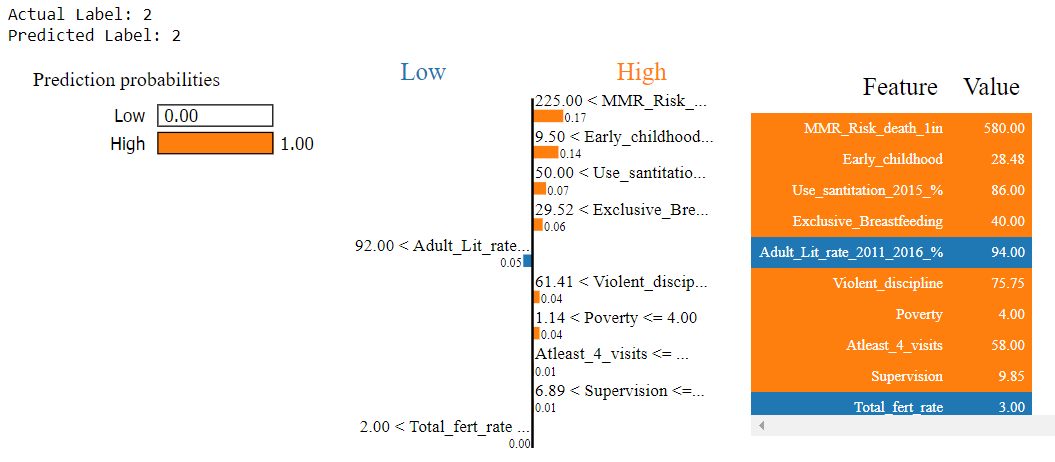 Actual Label: 2
Predicted Label: 2
Prediction probabilities
Low 0.00
High 1.00
Low High
225.00 < MMR_Risk_...
0.17
9.50 < Early_childhood...
0.14
50.00 < Use_santitatio...
0.07
29.52 < Exclusive_Bre...
0.06
92.00 < Adult_Lit_rate...
0.05
61.41 < Violent_discip...
0.04
1.14 < Poverty <= 4.00
0.04
Atleast_4_visits <= ...
0.01
6.89 < Supervision <=...
0.01
2.00 < Total_fert_rate ...
0.00
Feature Value
MMR_Risk_death_1in 580.00
Early_childhood 28.48
Use_santitation_2015_% 86.00
Exclusive_Breastfeeding 40.00
Adult_Lit_rate_2011_2016_% 94.00
Violent_discipline 75.75
Poverty 4.00
Atleast_4_visits 58.00
Supervision 9.85
Total_fert_rate 3.00